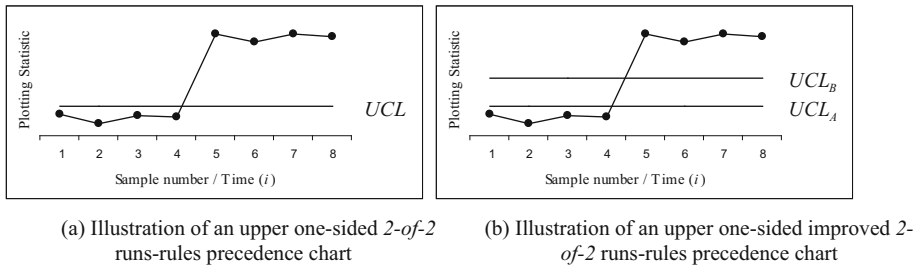 Plotting Statistic
UCL
1 2 3 4 5 6 7 8
Sample number / Time (i)
(a) Illustration of an upper one-sided 2-of-2
runs-rules precedence chart
Plotting Statistic
UCL_B
UCL_A
1 2 3 4 5 6 7 8
Sample number / Time (i)
(b) Illustration of an upper one-sided improved 2-
of-2 runs-rules precedence chart